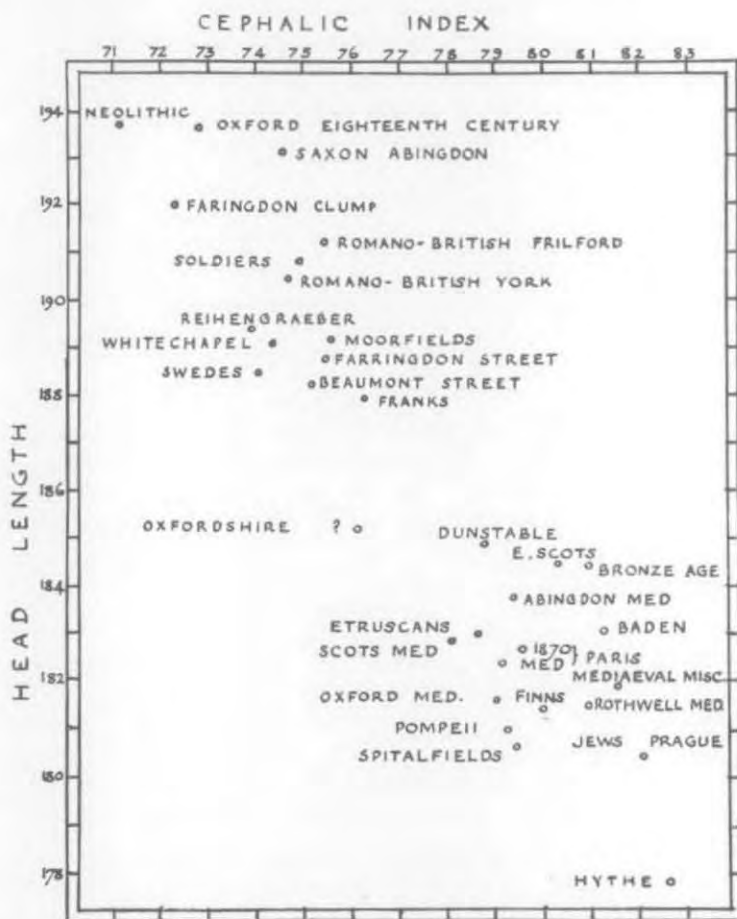 CEPHALIC INDEX
71 72 73 74 75 76 77 78 79 80 81 82 83
HEAD LENGTH
194
NEOLITHIC
OXFORD EIGHTEENTH CENTURY
SAXON ABINGDON
192
FARINGDON CLUMP
ROMANO-BRITISH FRILFORD
SOLDIERS
ROMANO-BRITISH YORK
190
REIHENGRAEBER
WHITECHAPEL
MOORFIELDS
FARRINGDON STREET
SWEDES
BEAUMONT STREET
188
FRANKS
186
OXFORDSHIRE ?
DUNSTABLE
E. SCOTS
BRONZE AGE
184
ABINGDON MED
ETRUSCANS
BADEN
SCOTS MED
1870
MED } PARIS
182
MEDIAEVAL MISC
OXFORD MED.
FINNS
ROTHWELL MED
POMPEII
JEWS PRAGUE
SPITALFIELDS
180
178
HYTHE